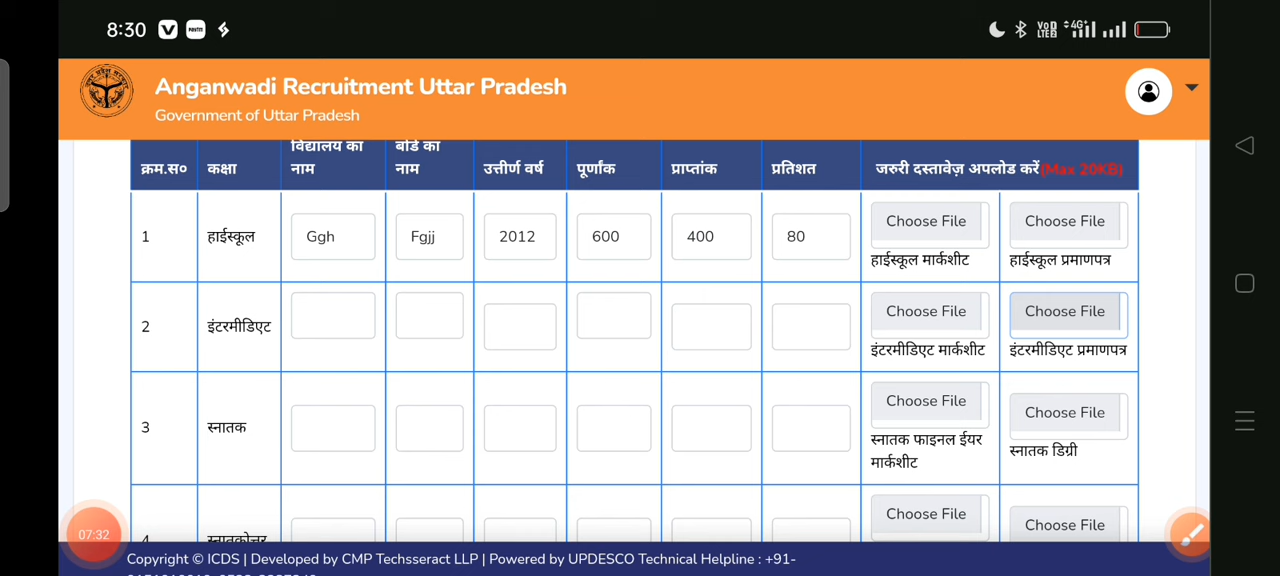 8:30
Anganwadi Recruitment Uttar Pradesh
Government of Uttar Pradesh
क्रम.स० कक्षा विद्यालय का नाम बोर्ड का नाम उत्तीर्ण वर्ष पूर्णांक प्राप्तांक प्रतिशत जरुरी दस्तावेज़ अपलोड करें(Max 20KB)
1 हाईस्कूल Ggh Fgjj 2012 600 400 80 Choose File Choose File
हाईस्कूल मार्कशीट हाईस्कूल प्रमाणपत्र
2 इंटरमीडिएट Choose File Choose File
इंटरमीडिएट मार्कशीट इंटरमीडिएट प्रमाणपत्र
3 स्नातक Choose File Choose File
स्नातक फाइनल ईयर मार्कशीट स्नातक डिग्री
4 स्नातकोत्तर Choose File Choose File
07:32
Copyright © ICDS | Developed by CMP Techsseract LLP | Powered by UPDESCO Technical Helpline : +91-